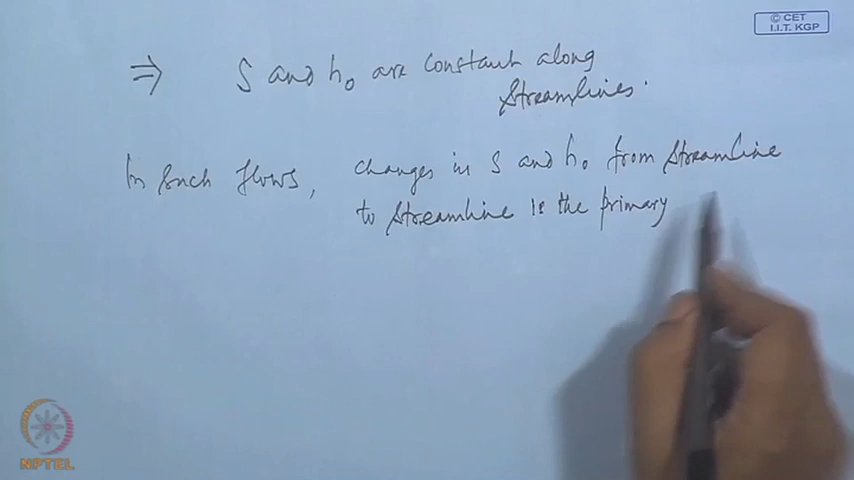 © CET
I.I.T. KGP
⇒ S and h₀ are constant along
Streamlines.
In such flows, changes in S and h₀ from Streamline
to Streamline is the primary
NPTEL